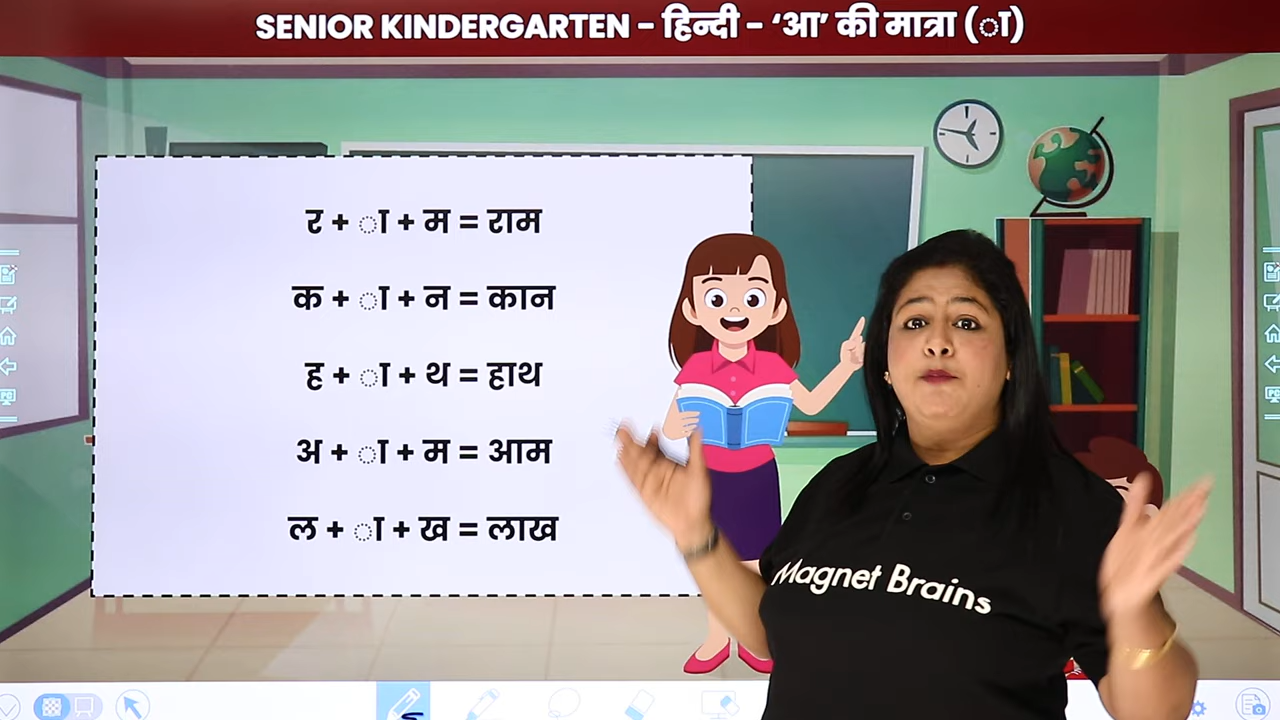 SENIOR KINDERGARTEN - हिन्दी - ‘आ’ की मात्रा (ा)
र + ा + म = राम
क + ा + न = कान
ह + ा + थ = हाथ
अ + ा + म = आम
ल + ा + ख = लाख
Magnet Brains